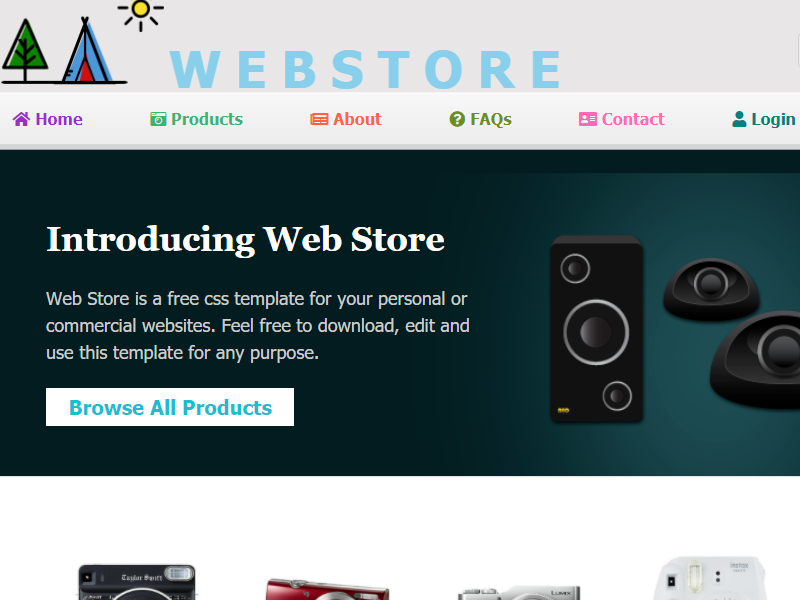 WEBSTORE
Home Products About FAQs Contact Login
Introducing Web Store
Web Store is a free css template for your personal or
commercial websites. Feel free to download, edit and
use this template for any purpose.
Browse All Products
Taylor Swift
LUMIX
instax